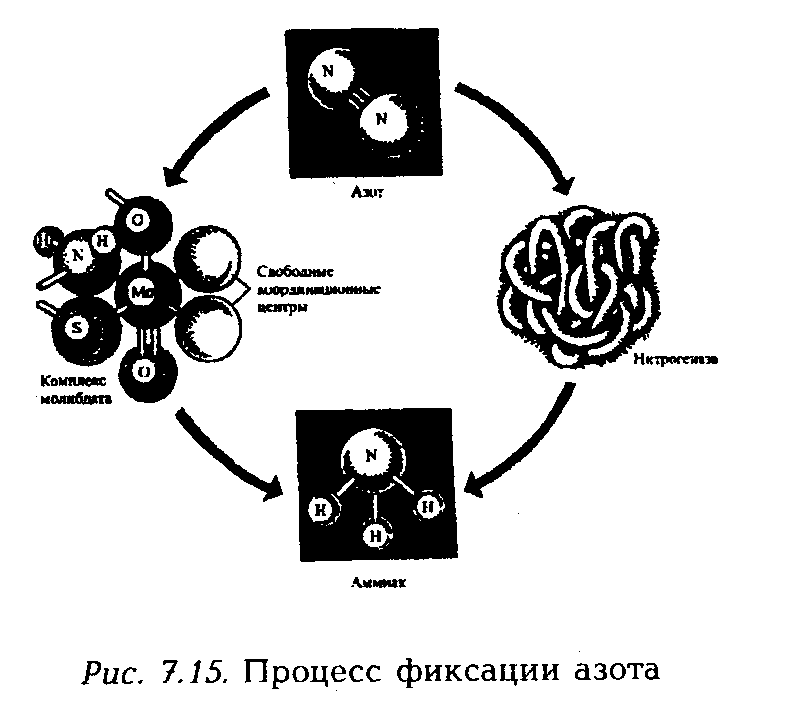 N
N
Азот
O
H
N
H
Mo
S
O
Свободные
координационные
центры
Комплекс
молибдата
Нитрогеназа
N
H
H
H
Аммиак
Рис. 7.15. Процесс фиксации азота